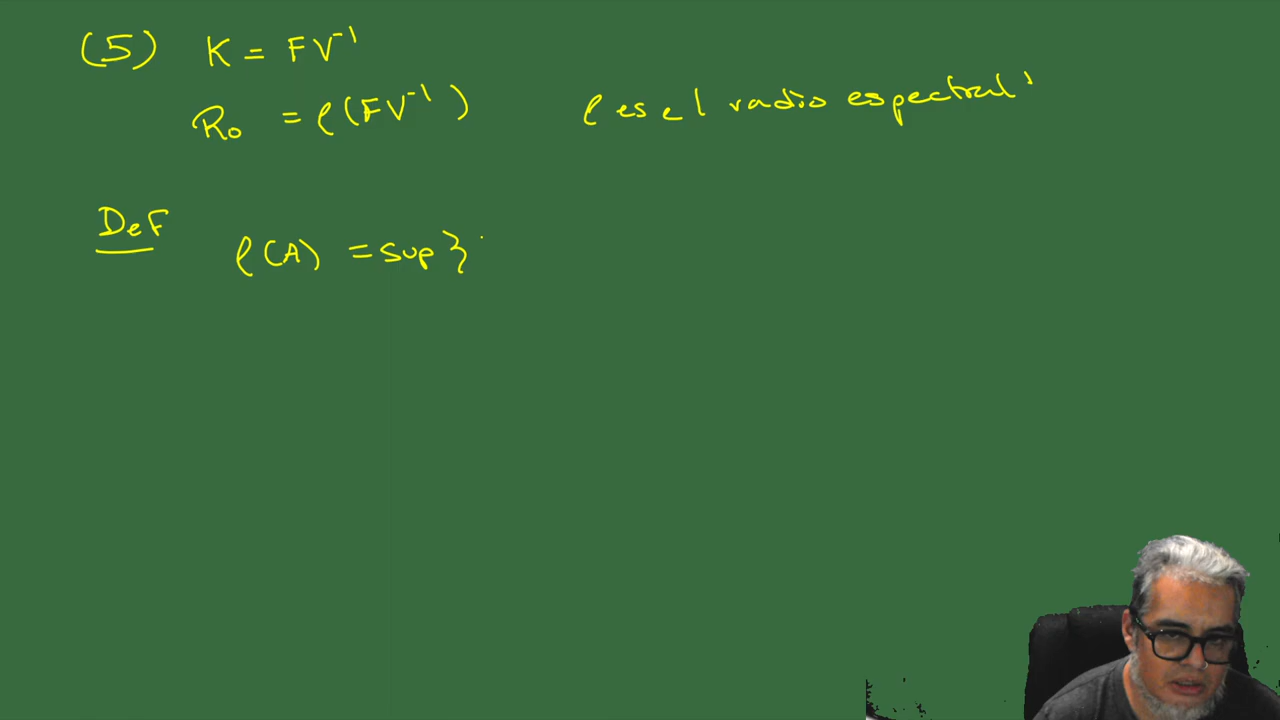 (5) K = FV⁻¹
R₀ = ρ(FV⁻¹) ρ es el radio espectral
Def
ρ(A) = sup {